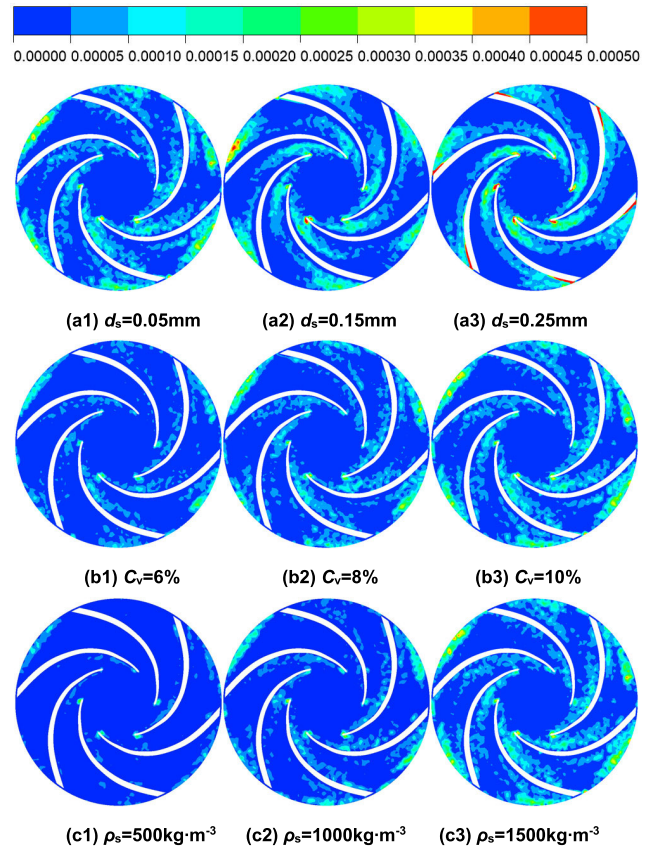 0.00000 0.00005 0.00010 0.00015 0.00020 0.00025 0.00030 0.00035 0.00040 0.00045 0.00050
(a1) ds=0.05mm (a2) ds=0.15mm (a3) ds=0.25mm
(b1) Cv=6% (b2) Cv=8% (b3) Cv=10%
(c1) ρs=500kg·m⁻³ (c2) ρs=1000kg·m⁻³ (c3) ρs=1500kg·m⁻³